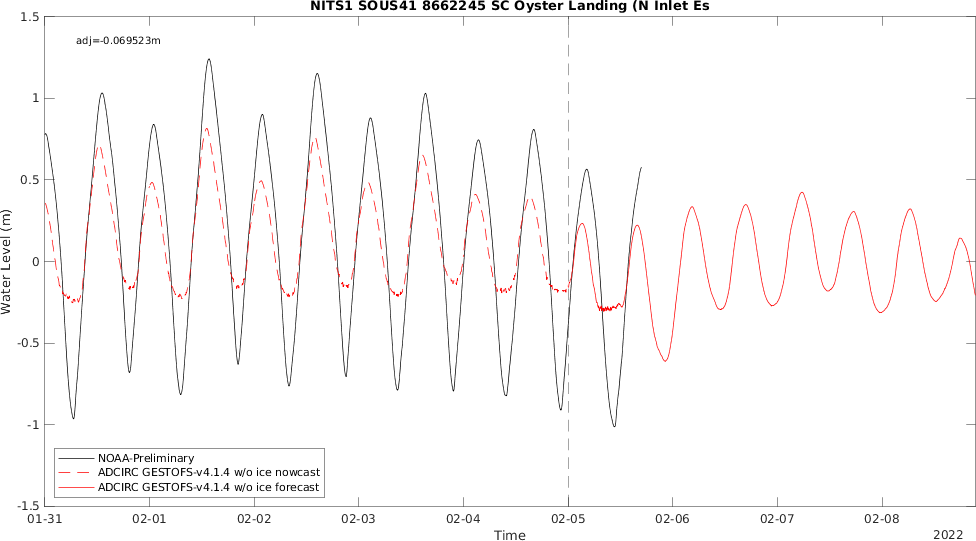 NITS1 SOUS41 8662245 SC Oyster Landing (N Inlet Es
adj=-0.069523m
1.5
1
0.5
0
-0.5
-1
-1.5
Water Level (m)
NOAA-Preliminary
ADCIRC GESTOFS-v4.1.4 w/o ice nowcast
ADCIRC GESTOFS-v4.1.4 w/o ice forecast
01-31 02-01 02-02 02-03 02-04 02-05 02-06 02-07 02-08
Time
2022